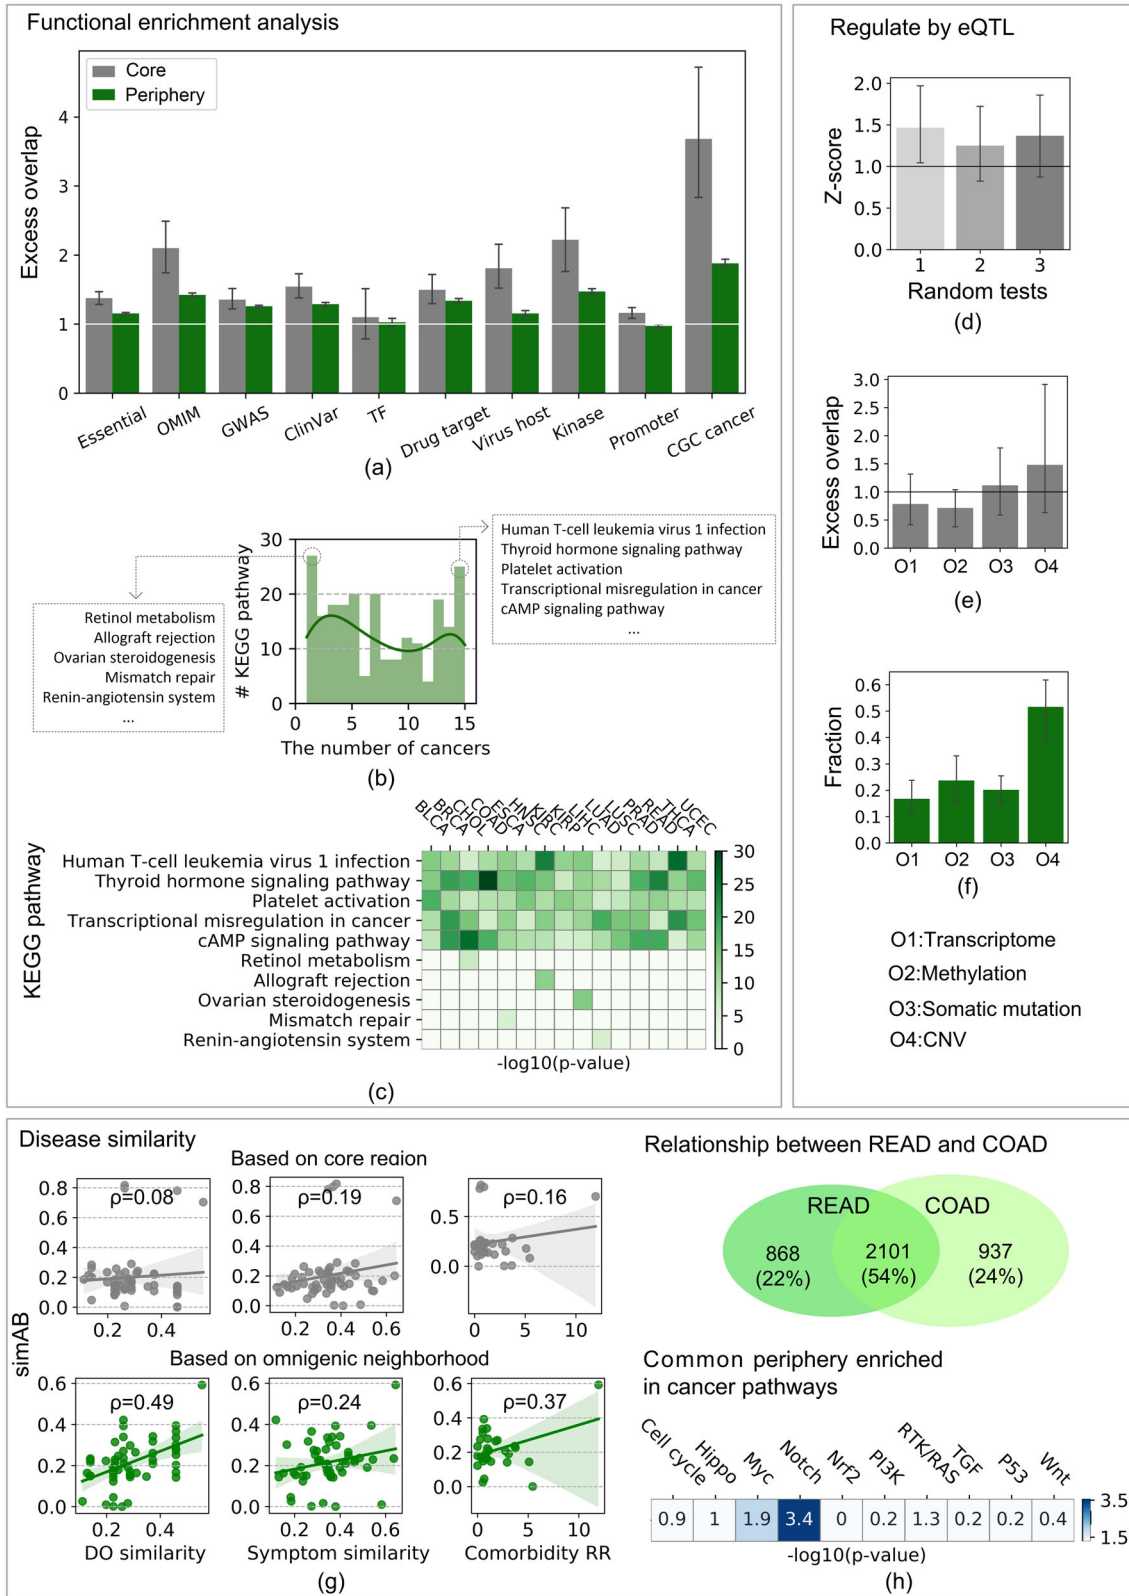 Functional enrichment analysis
Core
Periphery
Excess overlap
4
3
2
1
0
Essential
OMIM
GWAS
ClinVar
TF
Drug target
Virus host
Kinase
Promoter
CGC cancer
(a)
Retinol metabolism
Allograft rejection
Ovarian steroidogenesis
Mismatch repair
Renin-angiotensin system
...
# KEGG pathway
30
20
10
0
0 5 10 15
The number of cancers
(b)
Human T-cell leukemia virus 1 infection
Thyroid hormone signaling pathway
Platelet activation
Transcriptional misregulation in cancer
cAMP signaling pathway
...
KEGG pathway
BLCA
BRCA
CHOL
COAD
ESCA
HNSC
KIRC
KIRP
LIHC
LUAD
LUSC
PRAD
READ
THCA
UCEC
Human T-cell leukemia virus 1 infection
Thyroid hormone signaling pathway
Platelet activation
Transcriptional misregulation in cancer
cAMP signaling pathway
Retinol metabolism
Allograft rejection
Ovarian steroidogenesis
Mismatch repair
Renin-angiotensin system
30
25
20
15
10
5
0
-log10(p-value)
(c)
Regulate by eQTL
Z-score
2.0
1.5
1.0
0.5
0.0
1 2 3
Random tests
(d)
Excess overlap
3.0
2.5
2.0
1.5
1.0
0.5
0.0
O1 O2 O3 O4
(e)
Fraction
0.6
0.5
0.4
0.3
0.2
0.1
0.0
O1 O2 O3 O4
(f)
O1:Transcriptome
O2:Methylation
O3:Somatic mutation
O4:CNV
Disease similarity
Based on core region
simAB
0.8
0.6
0.4
0.2
0.0
ρ=0.08
0.2 0.4
0.8
0.6
0.4
0.2
0.0
ρ=0.19
0.2 0.4 0.6
0.5
0.0
ρ=0.16
0 5 10
Based on omnigenic neighborhood
0.6
0.4
0.2
0.0
ρ=0.49
0.2 0.4
DO similarity
0.6
0.4
0.2
0.0
ρ=0.24
0.2 0.4 0.6
Symptom similarity
0.6
0.4
0.2
0.0
ρ=0.37
0 5 10
Comorbidity RR
(g)
Relationship between READ and COAD
READ COAD
868 2101 937
(22%) (54%) (24%)
Common periphery enriched
in cancer pathways
Cell cycle
Hippo
Myc
Notch
Nrf2
PI3K
RTK/RAS
TGF
P53
Wnt
0.9 1 1.9 3.4 0 0.2 1.3 0.2 0.2 0.4
3.5
1.5
-log10(p-value)
(h)